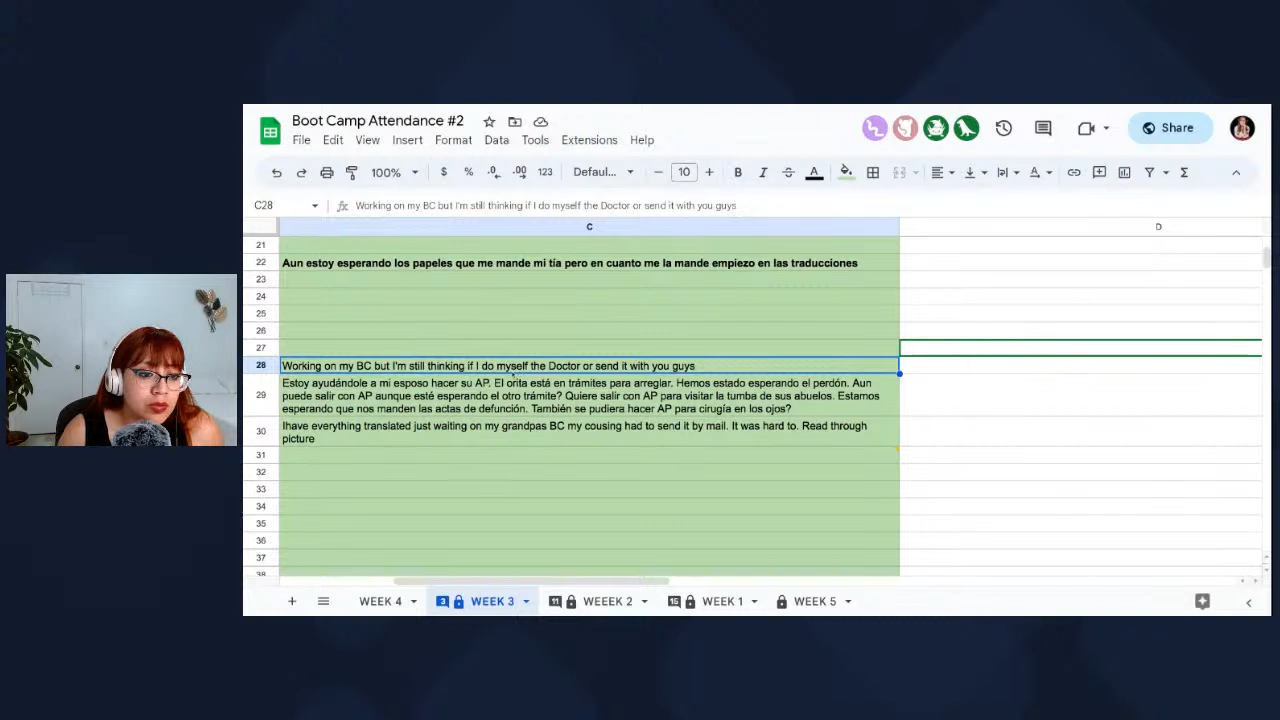 Boot Camp Attendance #2
File Edit View Insert Format Data Tools Extensions Help
Share
100% $ % .0 .00 123 Defaul... 10 B I A
C28 fx Working on my BC but I'm still thinking if I do myself the Doctor or send it with you guys
C D
21
22 Aun estoy esperando los papeles que me mande mi tía pero en cuanto me la mande empiezo en las traducciones
23
24
25
26
27
28 Working on my BC but I'm still thinking if I do myself the Doctor or send it with you guys
29 Estoy ayudándole a mi esposo hacer su AP. El orita está en trámites para arreglar. Hemos estado esperando el perdón. Aun
puede salir con AP aunque esté esperando el otro trámite? Quiere salir con AP para visitar la tumba de sus abuelos. Estamos
esperando que nos manden las actas de defunción. También se pudiera hacer AP para cirugía en los ojos?
30 Ihave everything translated just waiting on my grandpas BC my cousing had to send it by mail. It was hard to. Read through
picture
31
32
33
34
35
36
37
38
WEEK 4 3 WEEK 3 11 WEEEK 2 15 WEEK 1 WEEK 5